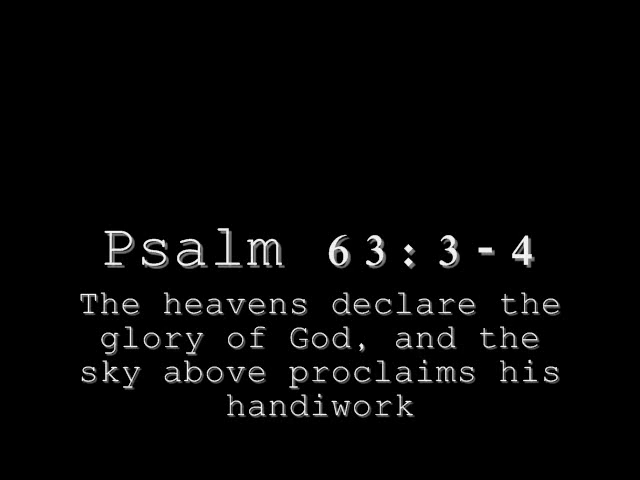 Psalm 63:3-4
The heavens declare the
glory of God, and the
sky above proclaims his
handiwork